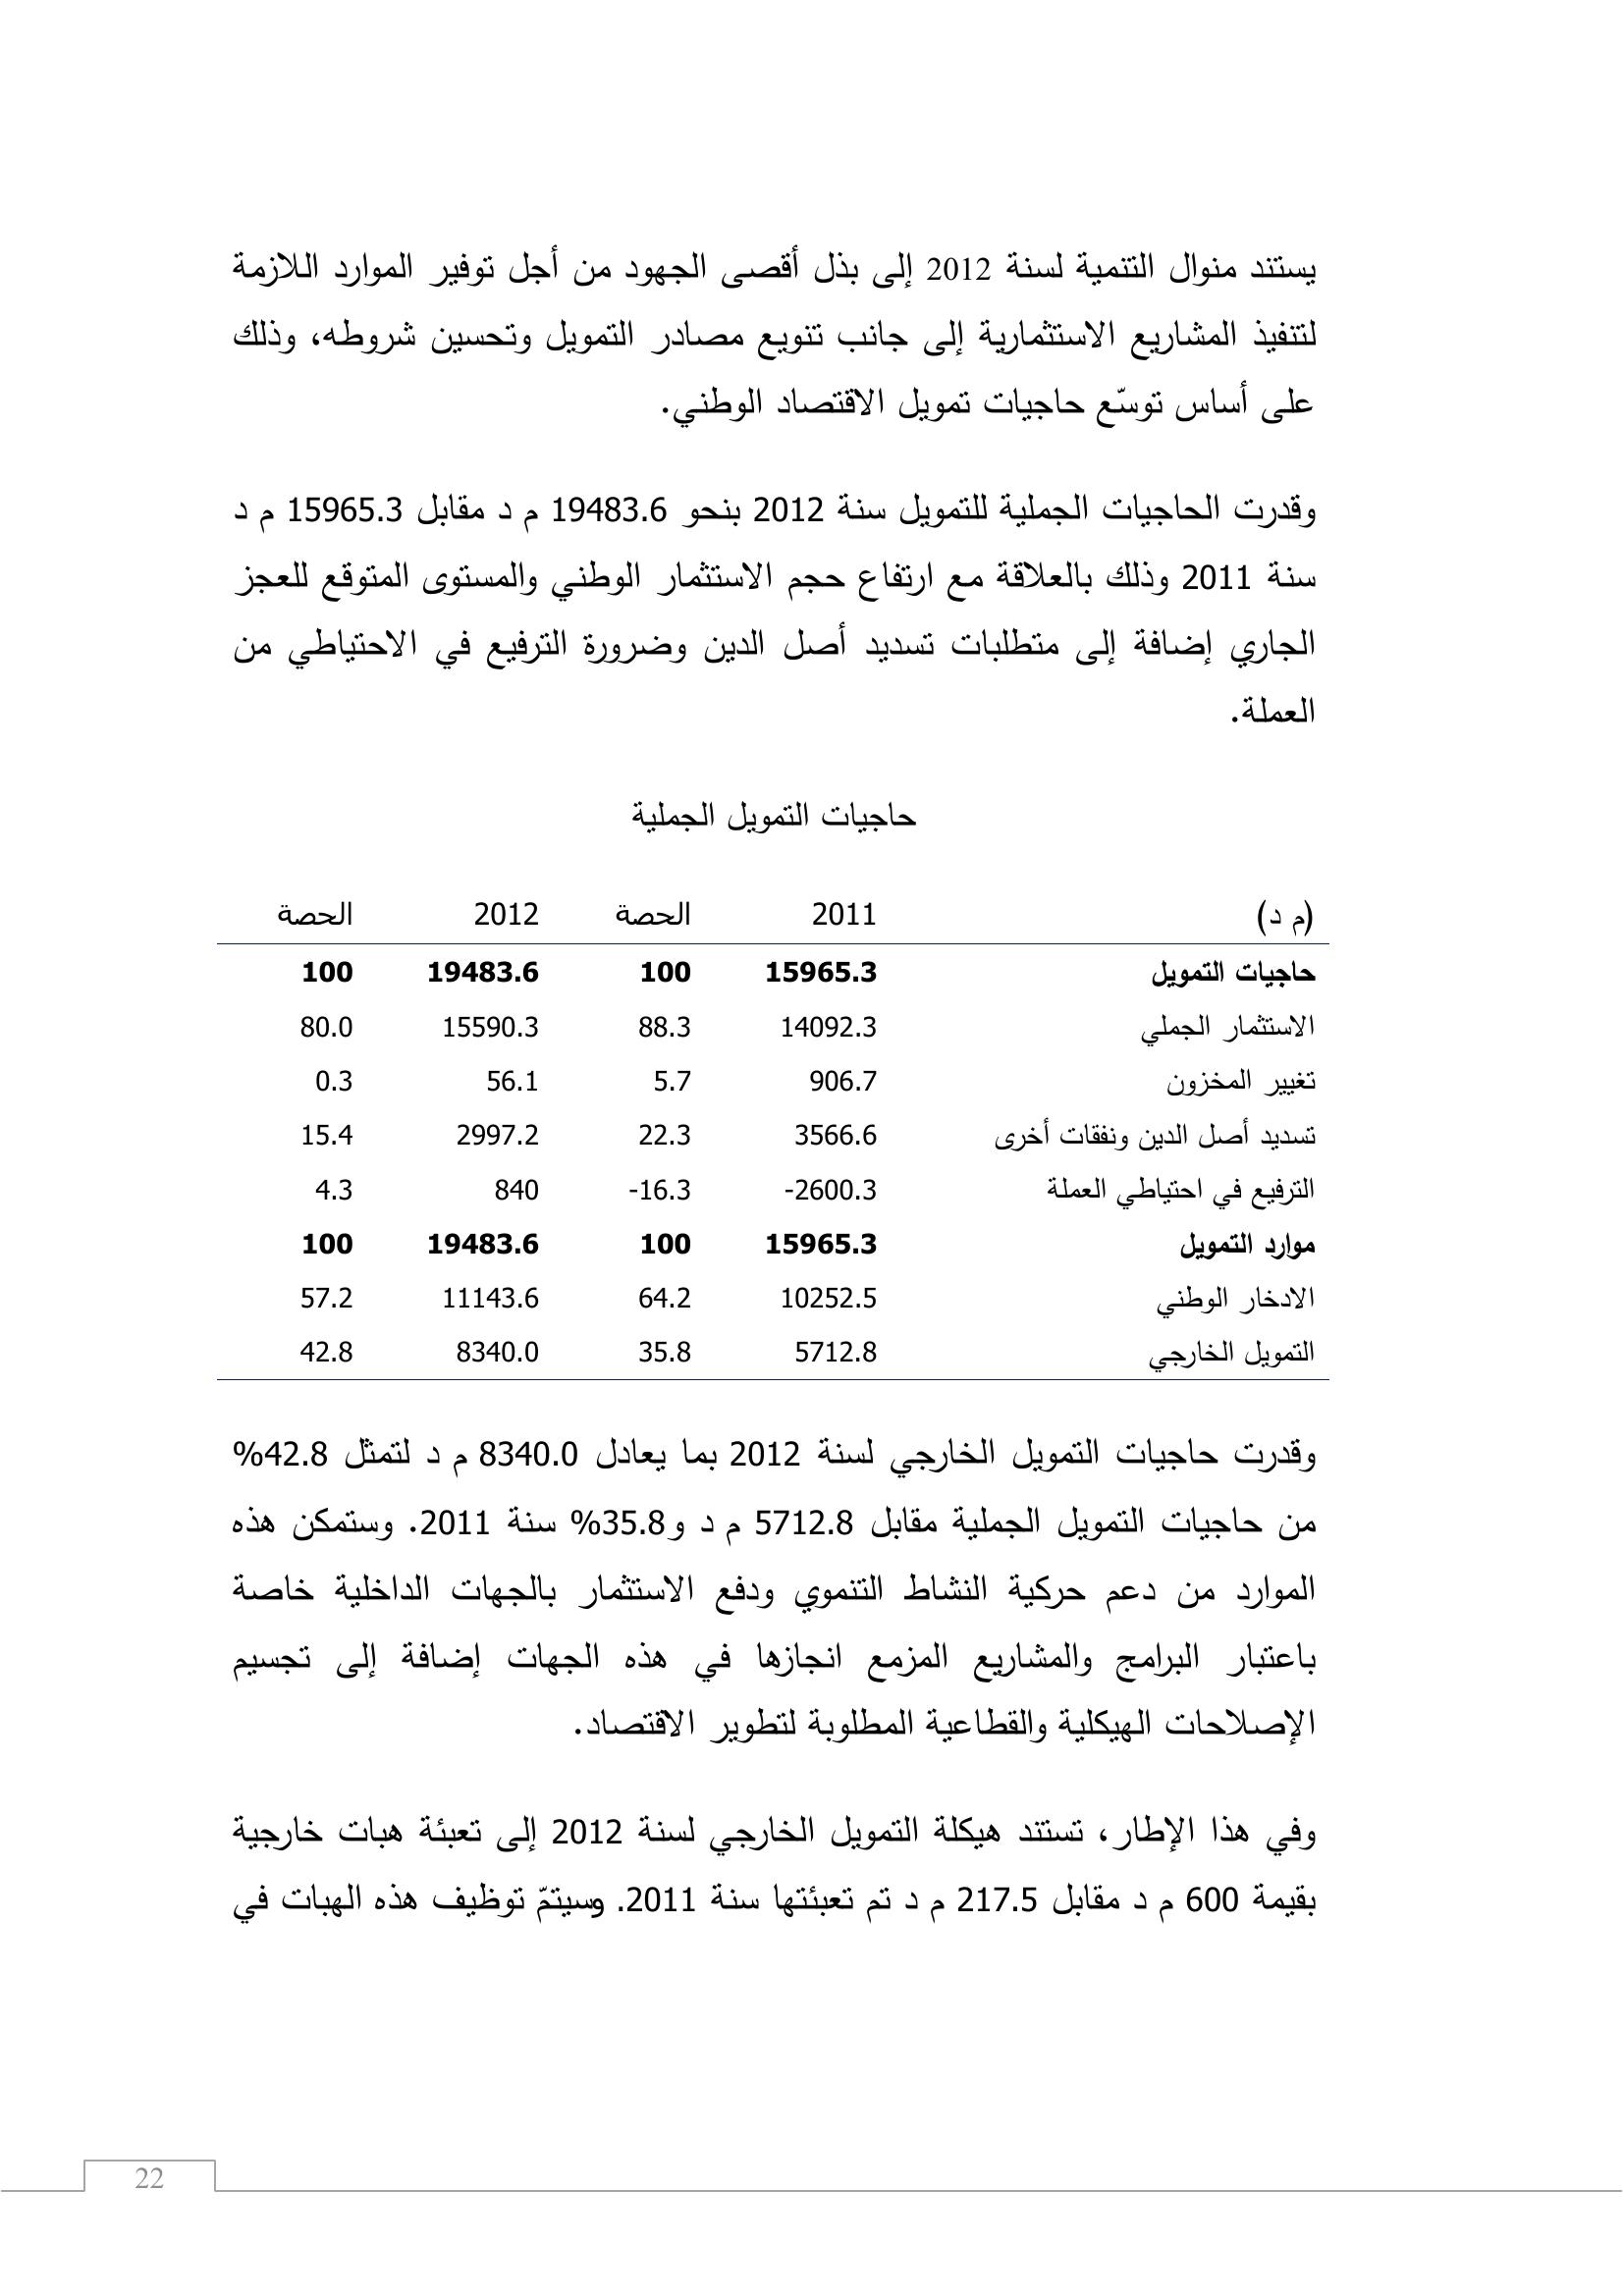 يستند منوال التنمية لسنة 2012 إلى بذل أقصى الجهود من أجل توفير الموارد اللازمة
لتنفيذ المشاريع الاستثمارية إلى جانب تنويع مصادر التمويل وتحسين شروطه، وذلك
على أساس توسّع حاجيات تمويل الاقتصاد الوطني.
وقدرت الحاجيات الجملية للتمويل سنة 2012 بنحو 19483.6 م د مقابل 15965.3 م د
سنة 2011 وذلك بالعلاقة مع ارتفاع حجم الاستثمار الوطني والمستوى المتوقع للعجز
الجاري إضافة إلى متطلبات تسديد أصل الدين وضرورة الترفيع في الاحتياطي من
العملة.
حاجيات التمويل الجملية
(م د) 2011 الحصة 2012 الحصة
حاجيات التمويل 15965.3 100 19483.6 100
الاستثمار الجملي 14092.3 88.3 15590.3 80.0
تغيير المخزون 906.7 5.7 56.1 0.3
تسديد أصل الدين ونفقات أخرى 3566.6 22.3 2997.2 15.4
الترفيع في احتياطي العملة -2600.3 -16.3 840 4.3
موارد التمويل 15965.3 100 19483.6 100
الادخار الوطني 10252.5 64.2 11143.6 57.2
التمويل الخارجي 5712.8 35.8 8340.0 42.8
وقدرت حاجيات التمويل الخارجي لسنة 2012 بما يعادل 8340.0 م د لتمثل 42.8%
من حاجيات التمويل الجملية مقابل 5712.8 م د و35.8% سنة 2011. وستمكن هذه
الموارد من دعم حركية النشاط التنموي ودفع الاستثمار بالجهات الداخلية خاصة
باعتبار البرامج والمشاريع المزمع انجازها في هذه الجهات إضافة إلى تجسيم
الإصلاحات الهيكلية والقطاعية المطلوبة لتطوير الاقتصاد.
وفي هذا الإطار، تستند هيكلة التمويل الخارجي لسنة 2012 إلى تعبئة هبات خارجية
بقيمة 600 م د مقابل 217.5 م د تم تعبئتها سنة 2011. وسيتمّ توظيف هذه الهبات في
22